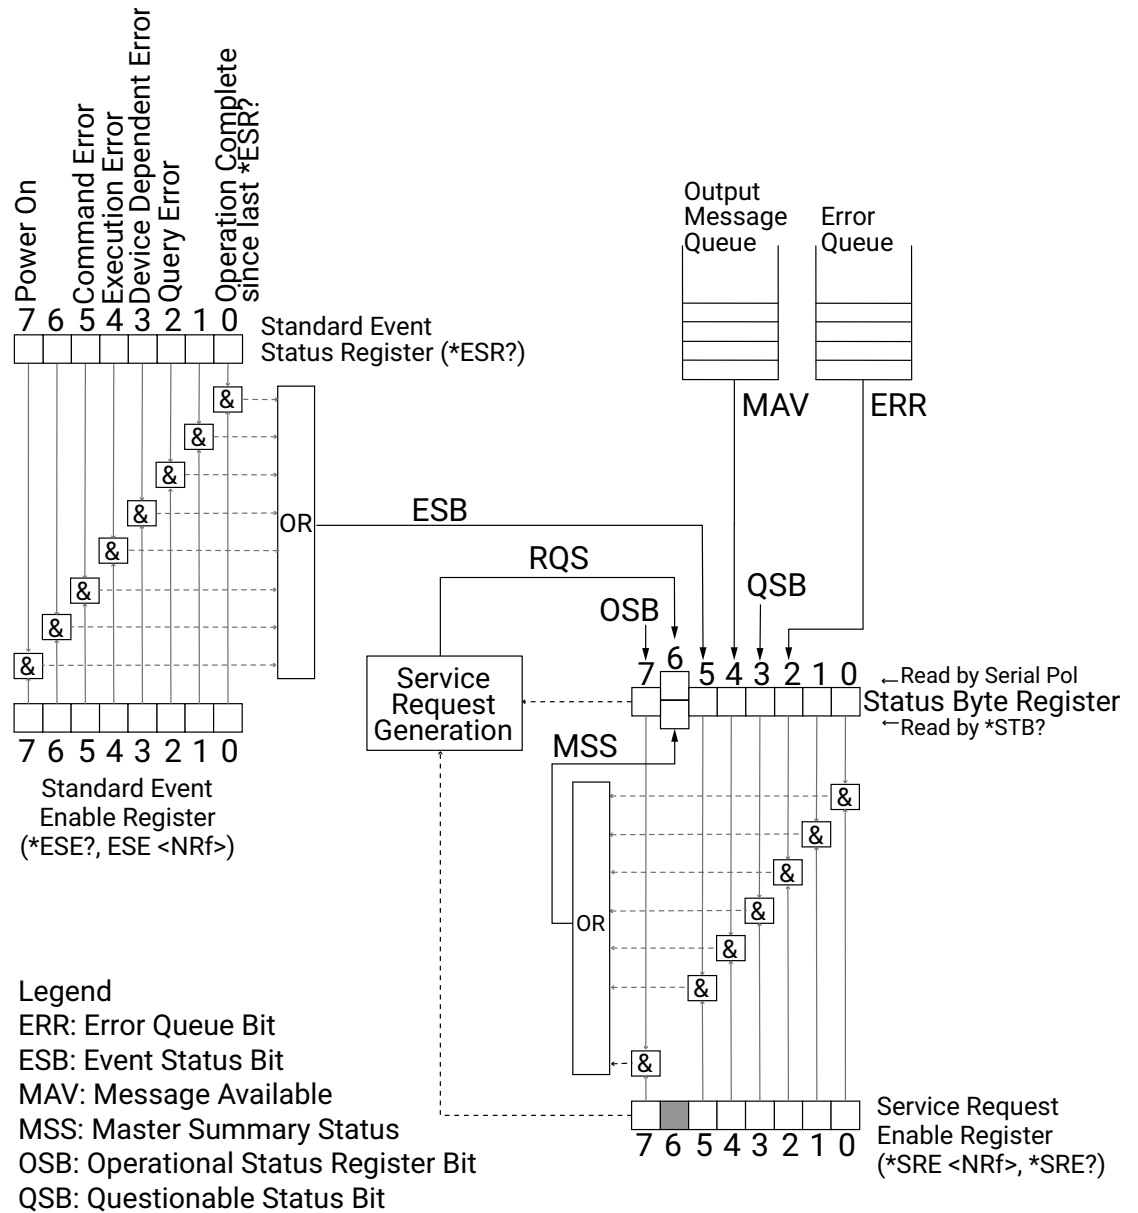 Power On
Command Error
Execution Error
Device Dependent Error
Query Error
Operation Complete
since last *ESR?
7 6 5 4 3 2 1 0
Standard Event
Status Register (*ESR?)
&
&
&
&
&
&
&
&
OR
7 6 5 4 3 2 1 0
Standard Event
Enable Register
(*ESE?, ESE <NRf>)
Output
Message
Queue
Error
Queue
MAV
ERR
ESB
RQS
QSB
OSB
Service
Request
Generation
7 6 5 4 3 2 1 0
←Read by Serial Pol
Status Byte Register
←Read by *STB?
MSS
&
&
&
&
&
&
&
OR
7 6 5 4 3 2 1 0
Service Request
Enable Register
(*SRE <NRf>, *SRE?)
Legend
ERR: Error Queue Bit
ESB: Event Status Bit
MAV: Message Available
MSS: Master Summary Status
OSB: Operational Status Register Bit
QSB: Questionable Status Bit